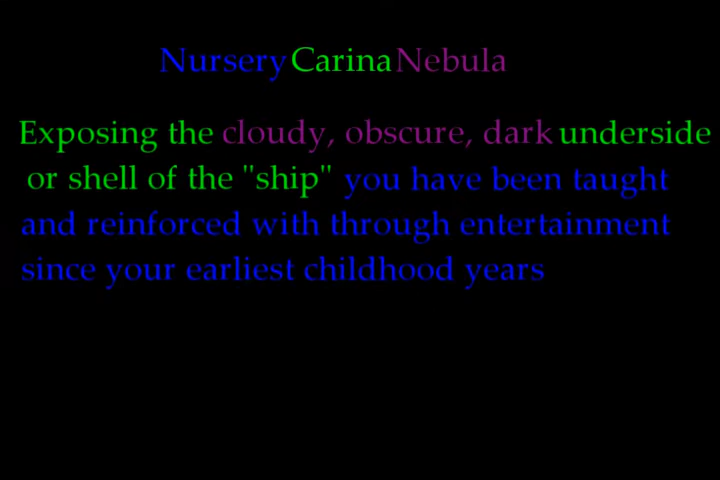 Nursery Carina Nebula
Exposing the cloudy, obscure, dark underside
or shell of the "ship" you have been taught
and reinforced with through entertainment
since your earliest childhood years